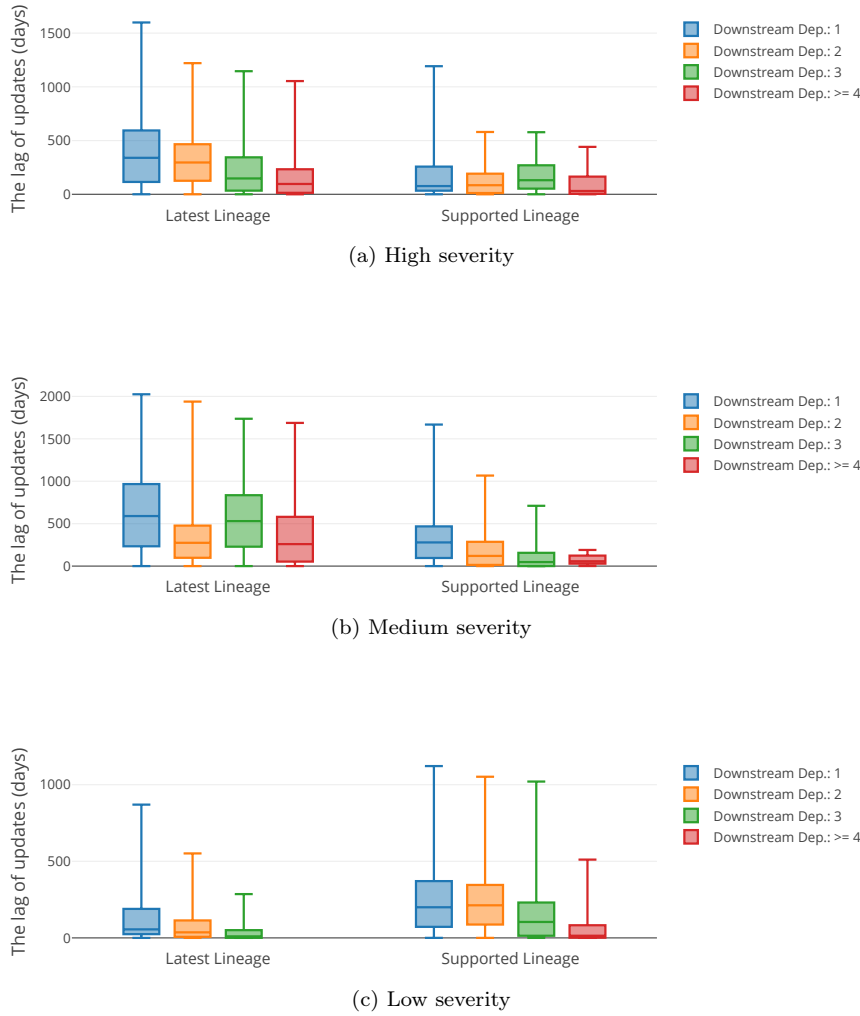 The lag of updates (days)
1500
1000
500
0
Latest Lineage
Supported Lineage
Downstream Dep.: 1
Downstream Dep.: 2
Downstream Dep.: 3
Downstream Dep.: >= 4
(a) High severity
The lag of updates (days)
2000
1500
1000
500
0
Latest Lineage
Supported Lineage
Downstream Dep.: 1
Downstream Dep.: 2
Downstream Dep.: 3
Downstream Dep.: >= 4
(b) Medium severity
The lag of updates (days)
1000
500
0
Latest Lineage
Supported Lineage
Downstream Dep.: 1
Downstream Dep.: 2
Downstream Dep.: 3
Downstream Dep.: >= 4
(c) Low severity